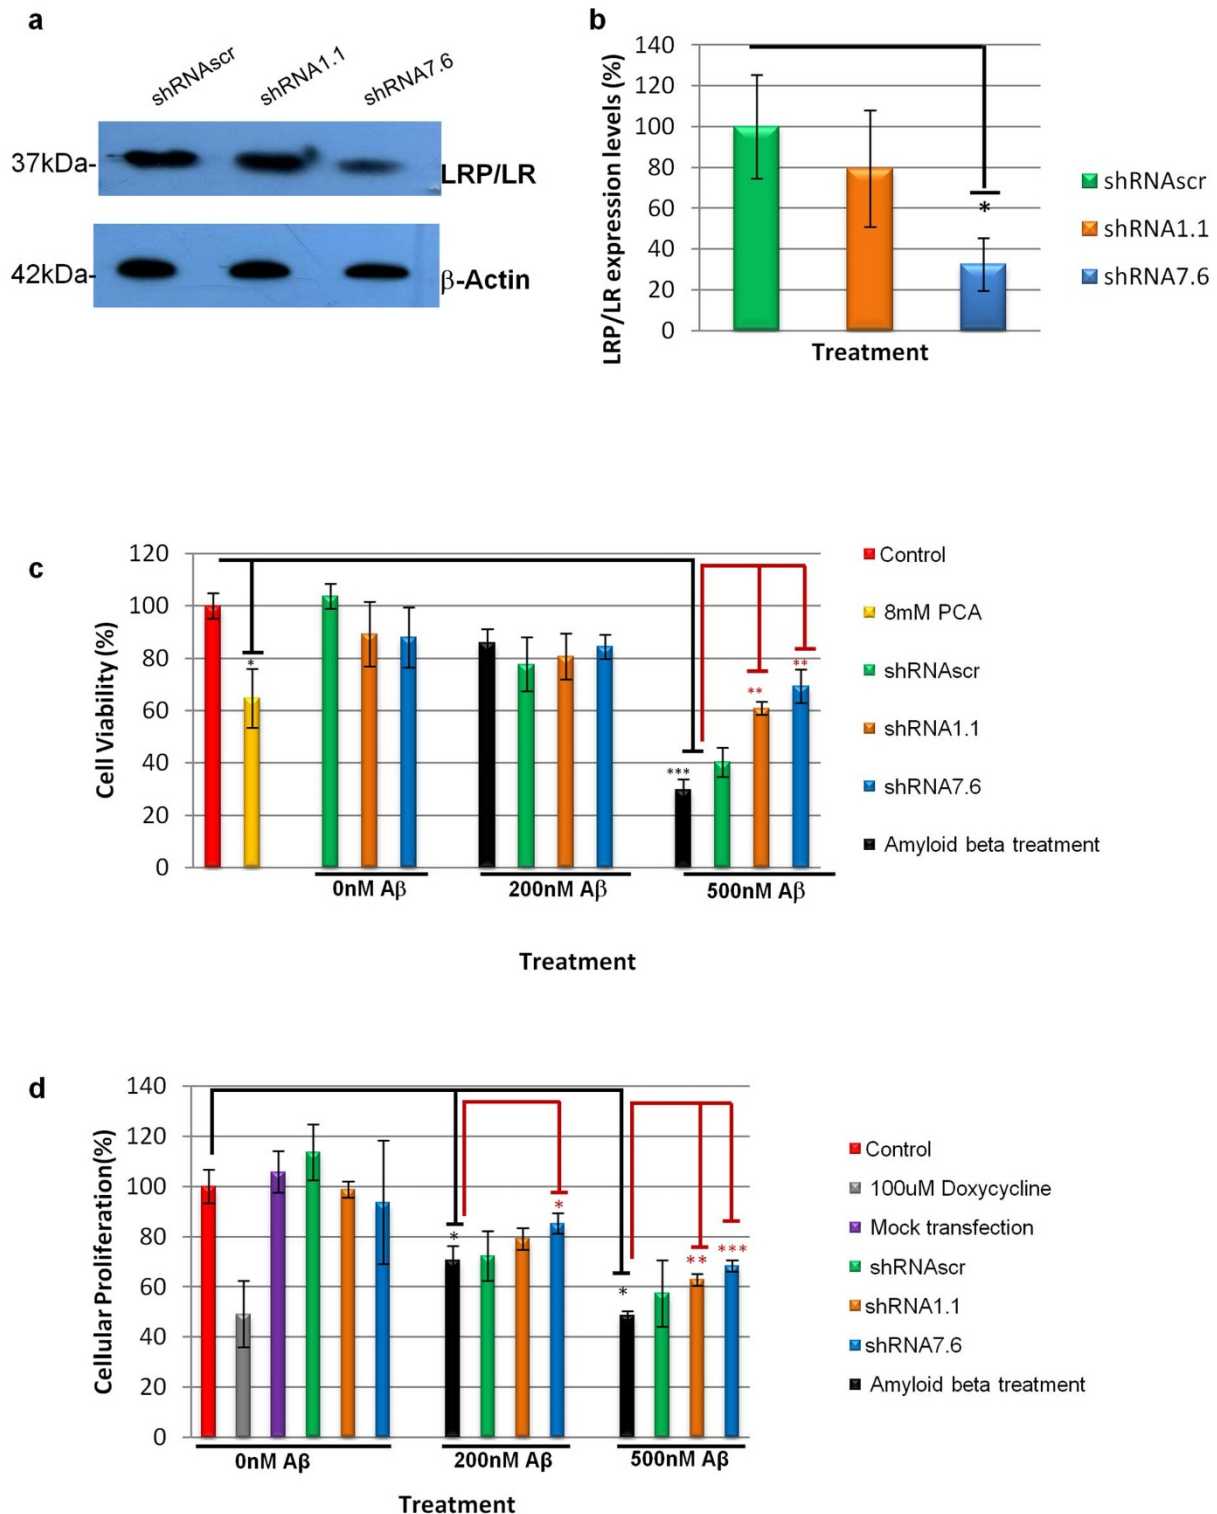 a
shRNAscr
shRNA1.1
shRNA7.6
37kDa-
LRP/LR
42kDa-
β-Actin
b
LRP/LR expression levels (%)
140
120
100
80
60
40
20
0
*
Treatment
shRNAscr
shRNA1.1
shRNA7.6
c
Cell Viability (%)
120
100
80
60
40
20
0
*
***
**
**
0nM Aβ
200nM Aβ
500nM Aβ
Treatment
Control
8mM PCA
shRNAscr
shRNA1.1
shRNA7.6
Amyloid beta treatment
d
Cellular Proliferation(%)
140
120
100
80
60
40
20
0
*
*
*
**
***
0nM Aβ
200nM Aβ
500nM Aβ
Treatment
Control
100uM Doxycycline
Mock transfection
shRNAscr
shRNA1.1
shRNA7.6
Amyloid beta treatment